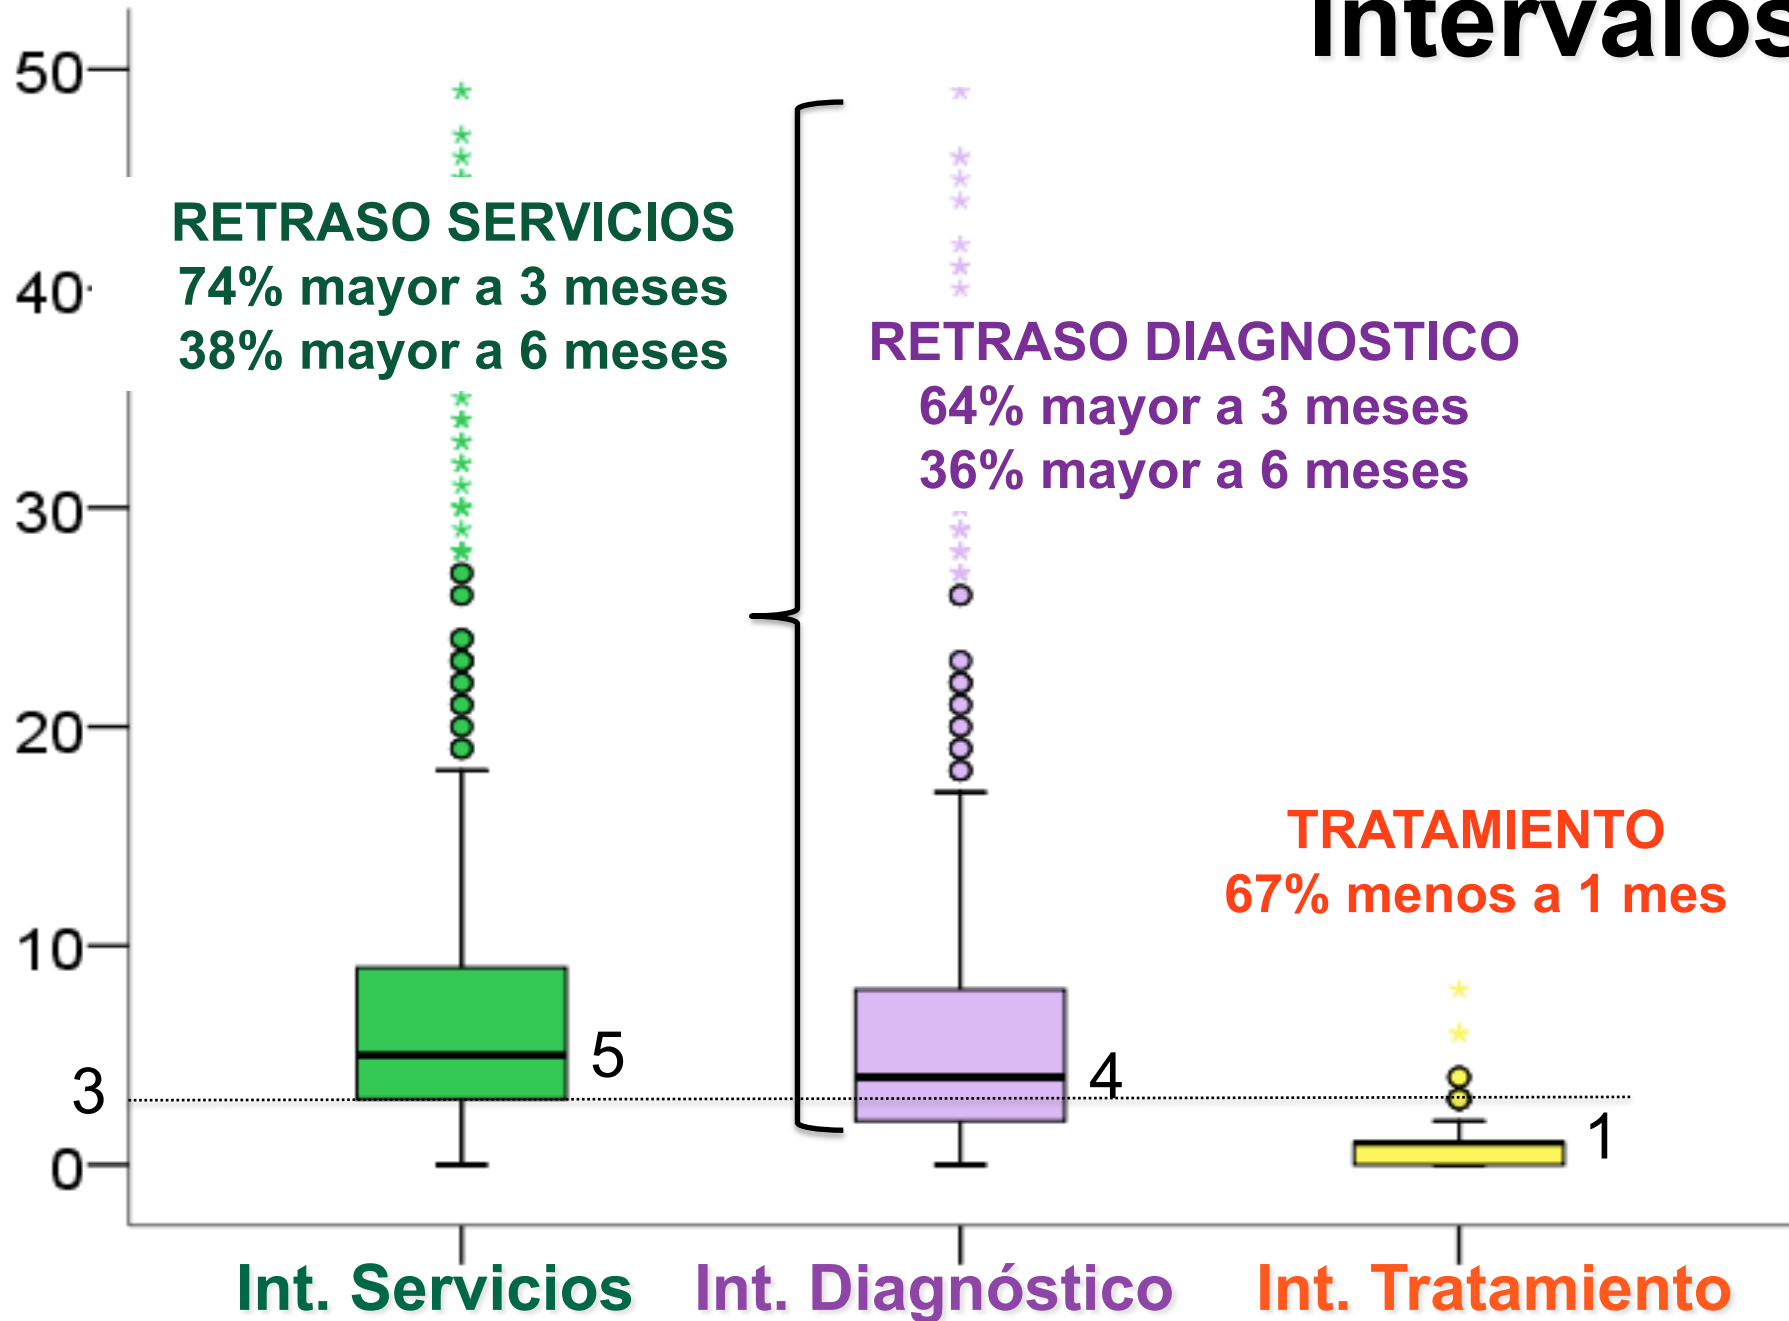 Intervalos
50
40
30
20
10
3
0
RETRASO SERVICIOS
74% mayor a 3 meses
38% mayor a 6 meses
RETRASO DIAGNOSTICO
64% mayor a 3 meses
36% mayor a 6 meses
TRATAMIENTO
67% menos a 1 mes
5
4
1
Int. Servicios Int. Diagnóstico Int. Tratamiento